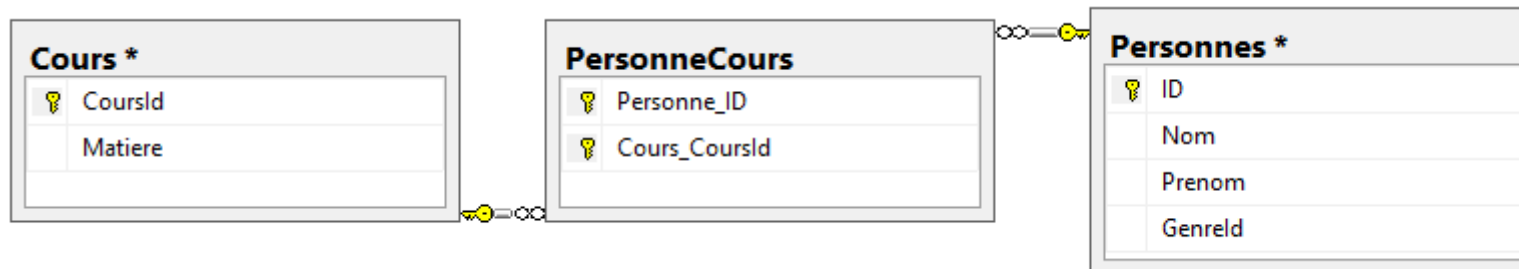 Cours *
CoursId
Matiere
PersonneCours
Personne_ID
Cours_CoursId
Personnes *
ID
Nom
Prenom
GenreId